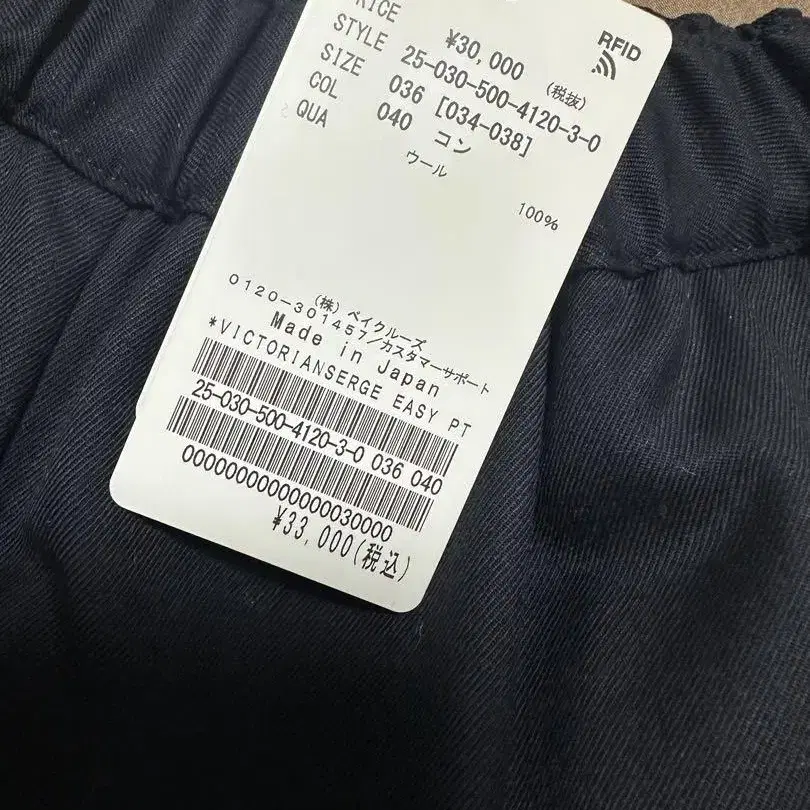 RFID
PRICE ¥30,000 (税抜)
STYLE 25-030-500-4120-3-0
SIZE 036 [034-038]
COL 040 コン
QUA ウール 100%
(株)ベイクルーズ
0120-301457/カスタマーサポート
Made in Japan
*VICTORIANSERGE EASY PT
25-030-500-4120-3-0 036 040
0000000000000030000
¥33,000(税込)